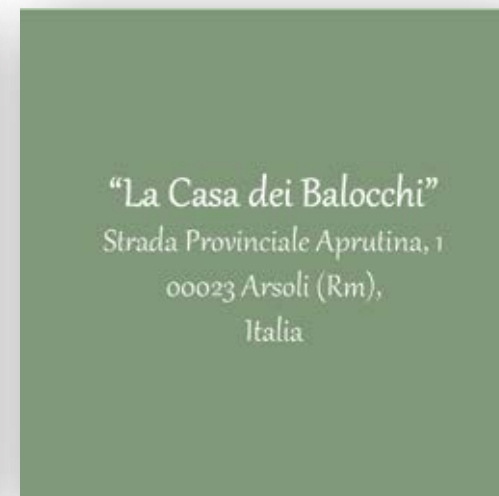 “La Casa dei Balocchi”
Strada Provinciale Aprutina, 1
00023 Arsoli (Rm),
Italia